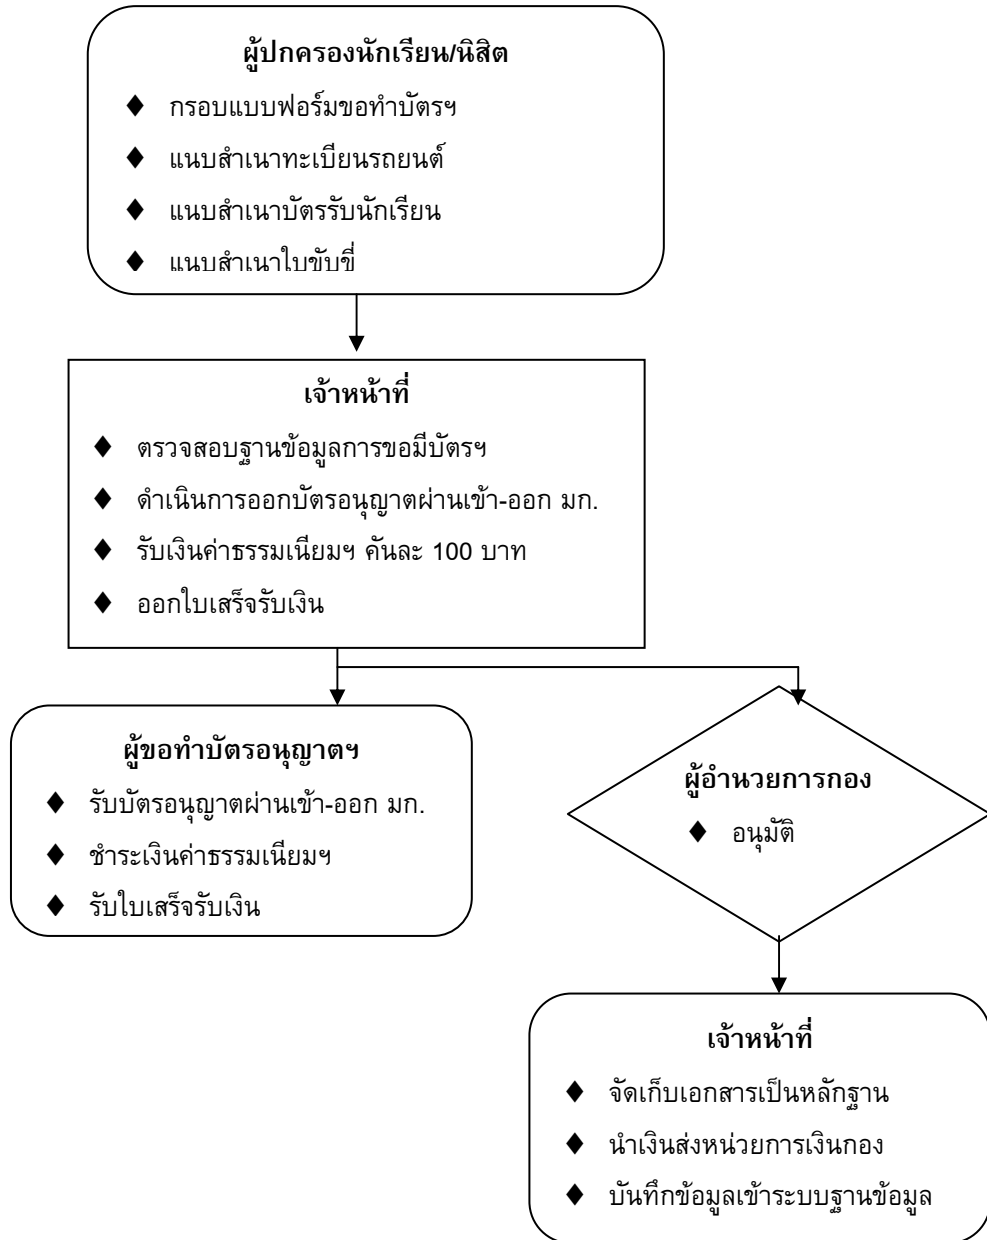 ผู้ปกครองนักเรียน/นิสิต
♦ กรอบแบบฟอร์มขอทำบัตรฯ
♦ แนบสำเนาทะเบียนรถยนต์
♦ แนบสำเนาบัตรรับนักเรียน
♦ แนบสำเนาใบขับขี่
เจ้าหน้าที่
♦ ตรวจสอบฐานข้อมูลการขอมีบัตรฯ
♦ ดำเนินการออกบัตรอนุญาตผ่านเข้า-ออก มก.
♦ รับเงินค่าธรรมเนียมฯ คันละ 100 บาท
♦ ออกใบเสร็จรับเงิน
ผู้ขอทำบัตรอนุญาตฯ
♦ รับบัตรอนุญาตผ่านเข้า-ออก มก.
♦ ชำระเงินค่าธรรมเนียมฯ
♦ รับใบเสร็จรับเงิน
ผู้อำนวยการกอง
♦ อนุมัติ
เจ้าหน้าที่
♦ จัดเก็บเอกสารเป็นหลักฐาน
♦ นำเงินส่งหน่วยการเงินกอง
♦ บันทึกข้อมูลเข้าระบบฐานข้อมูล